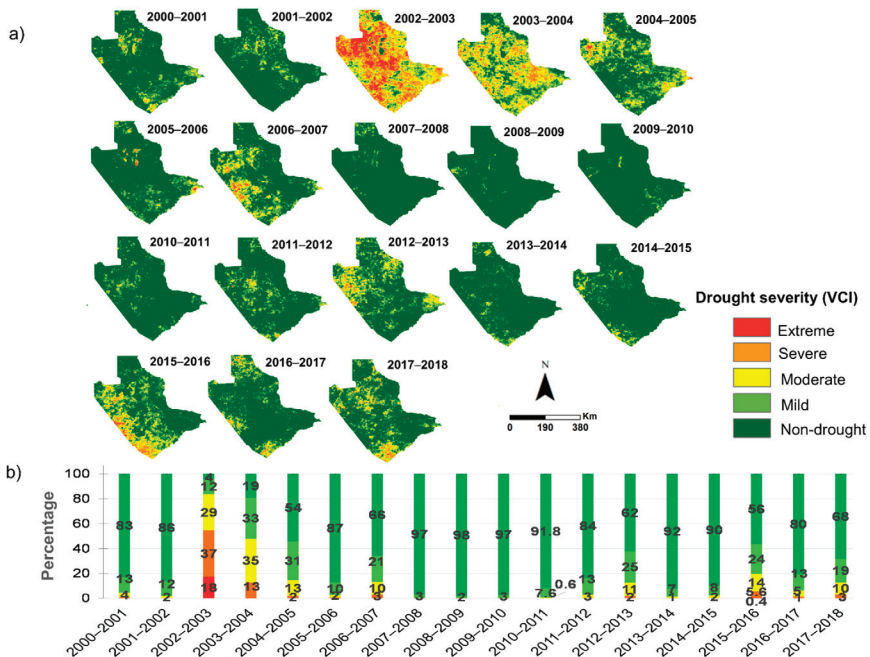 a)
2000–2001
2001–2002
2002–2003
2003–2004
2004–2005
2005–2006
2006–2007
2007–2008
2008–2009
2009–2010
2010–2011
2011–2012
2012–2013
2013–2014
2014–2015
2015–2016
2016–2017
2017–2018
N
Km
0 190 380
Drought severity (VCI)
Extreme
Severe
Moderate
Mild
Non-drought
b)
Percentage
100
80
60
40
20
0
83 13 4
86 12 2
4 12 29 37 18
19 33 35 13
54 31 13 2
87 10 2
66 21 10 3
97 3
98 2
97 3
91.8 7.6 0.6
84 13 3
62 25 11 2
92 7 1
90 8 2
56 24 14 5.6 0.4
80 13 5 1
68 19 10 3
2000–2001
2001–2002
2002–2003
2003–2004
2004–2005
2005–2006
2006–2007
2007–2008
2008–2009
2009–2010
2010–2011
2011–2012
2012–2013
2013–2014
2014–2015
2015–2016
2016–2017
2017–2018